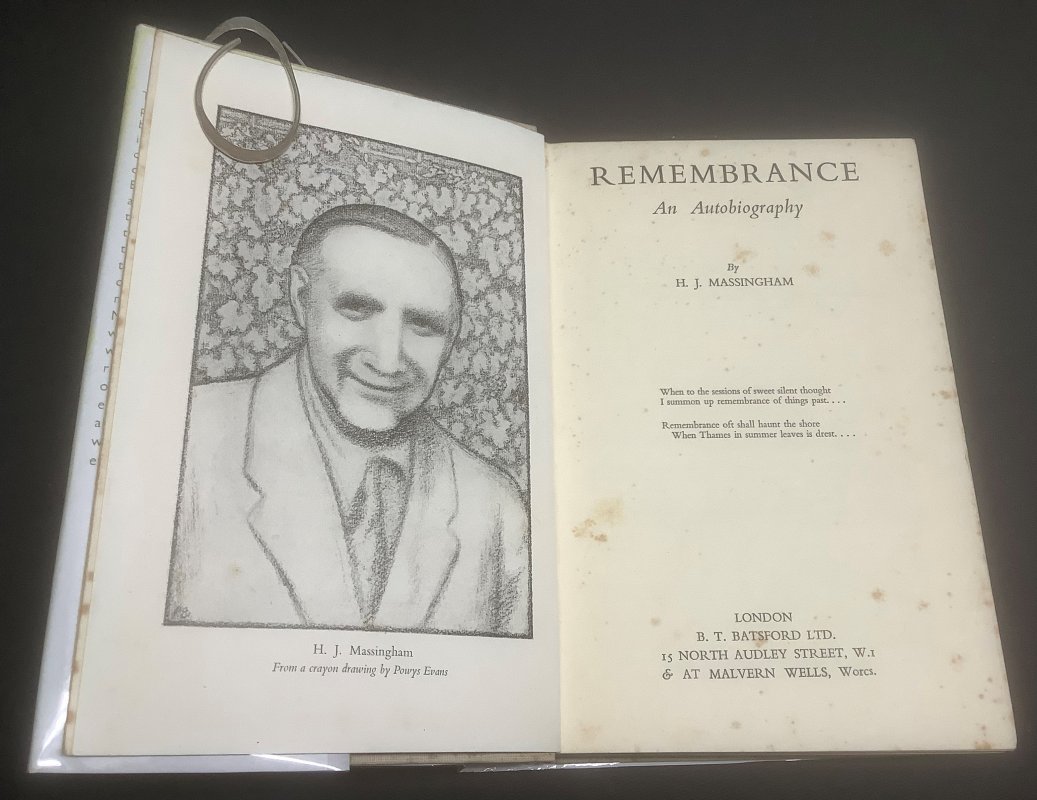 H. J. Massingham
From a crayon drawing by Powys Evans
REMEMBRANCE
An Autobiography
By
H. J. MASSINGHAM
When to the sessions of sweet silent thought
I summon up remembrance of things past. . . .
Remembrance oft shall haunt the shore
When Thames in summer leaves is drest. . . .
LONDON
B. T. BATSFORD LTD.
15 NORTH AUDLEY STREET, W.1
& AT MALVERN WELLS, Worcs.